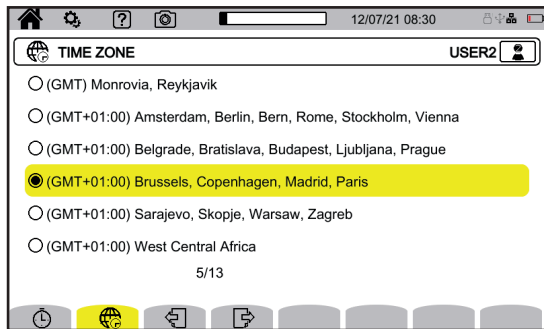 12/07/21 08:30
TIME ZONE
USER2
(GMT) Monrovia, Reykjavik
(GMT+01:00) Amsterdam, Berlin, Bern, Rome, Stockholm, Vienna
(GMT+01:00) Belgrade, Bratislava, Budapest, Ljubljana, Prague
(GMT+01:00) Brussels, Copenhagen, Madrid, Paris
(GMT+01:00) Sarajevo, Skopje, Warsaw, Zagreb
(GMT+01:00) West Central Africa
5/13